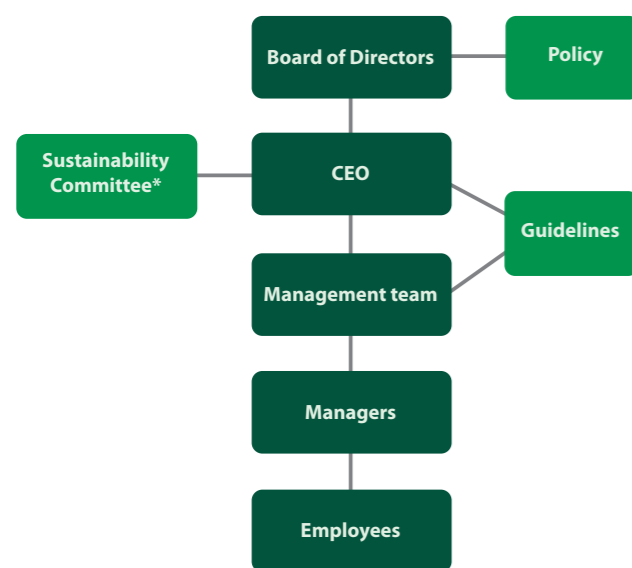 Board of Directors
Policy
Sustainability
Committee*
CEO
Guidelines
Management team
Managers
Employees